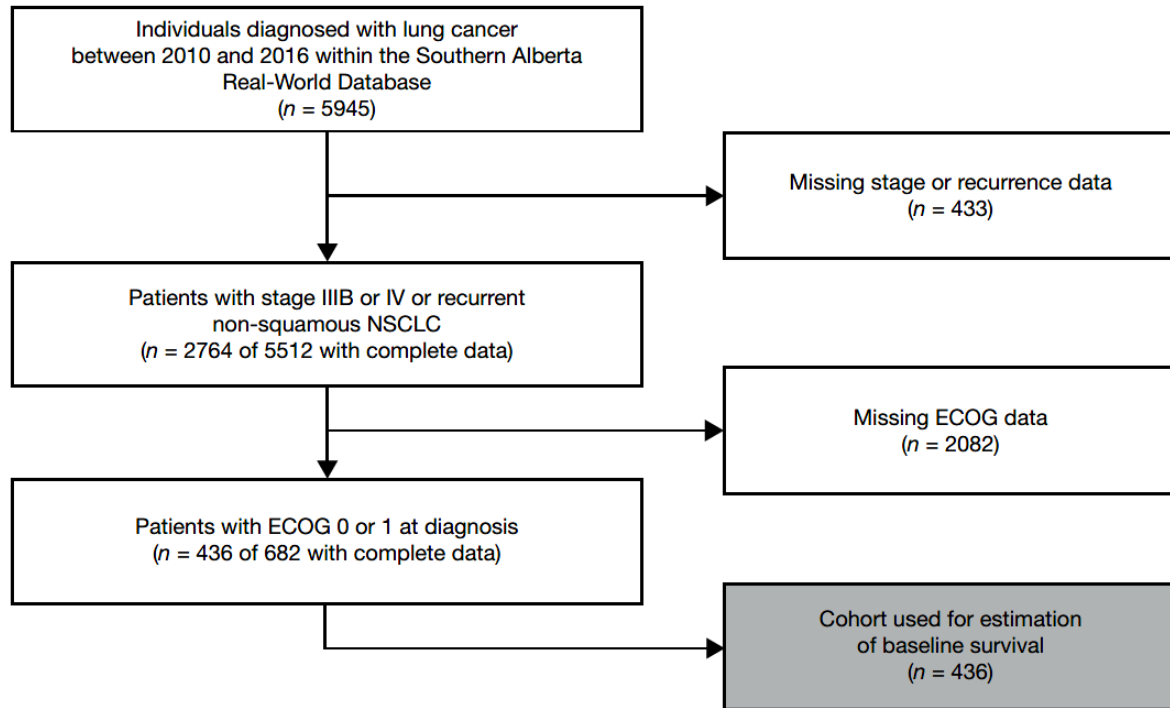 Individuals diagnosed with lung cancer
between 2010 and 2016 within the Southern Alberta
Real-World Database
(n = 5945)
Missing stage or recurrence data
(n = 433)
Patients with stage IIIB or IV or recurrent
non-squamous NSCLC
(n = 2764 of 5512 with complete data)
Missing ECOG data
(n = 2082)
Patients with ECOG 0 or 1 at diagnosis
(n = 436 of 682 with complete data)
Cohort used for estimation
of baseline survival
(n = 436)